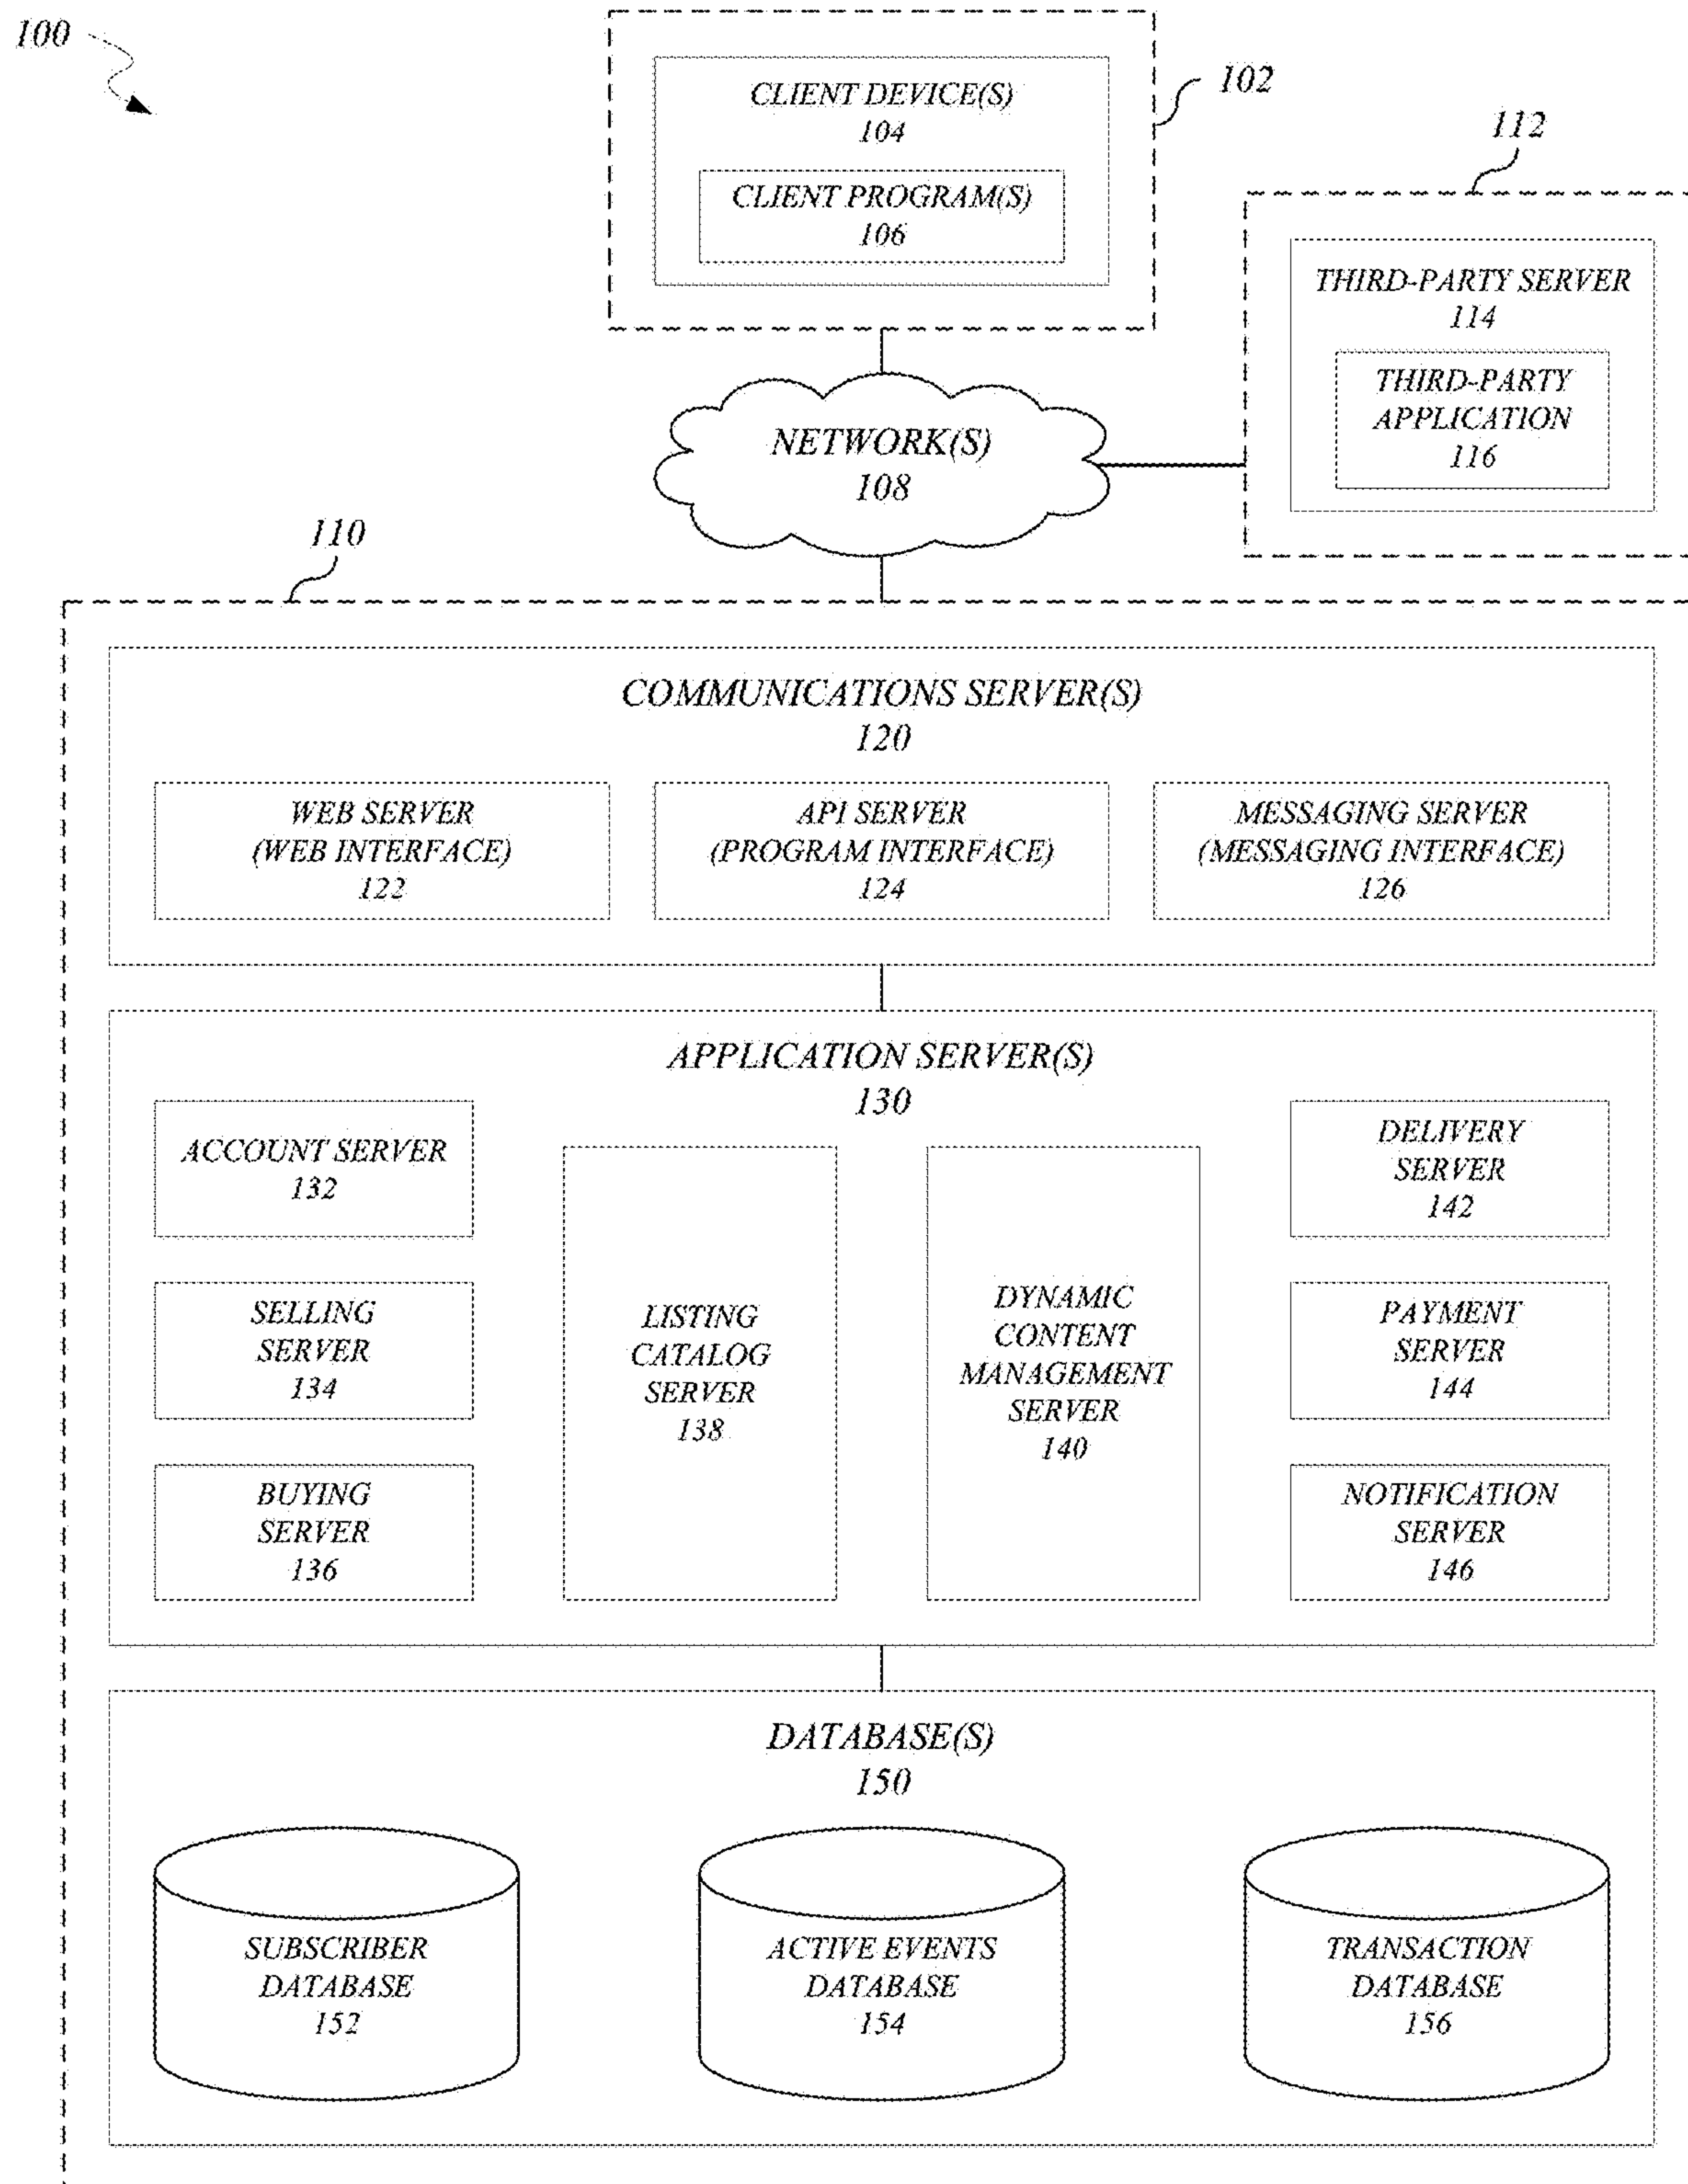 100
CLIENT DEVICE(S)
104
CLIENT PROGRAM(S)
106
102
112
THIRD-PARTY SERVER
114
THIRD-PARTY
APPLICATION
116
NETWORK(S)
108
110
COMMUNICATIONS SERVER(S)
120
WEB SERVER
(WEB INTERFACE)
122
API SERVER
(PROGRAM INTERFACE)
124
MESSAGING SERVER
(MESSAGING INTERFACE)
126
APPLICATION SERVER(S)
130
ACCOUNT SERVER
132
SELLING
SERVER
134
BUYING
SERVER
136
LISTING
CATALOG
SERVER
138
DYNAMIC
CONTENT
MANAGEMENT
SERVER
140
DELIVERY
SERVER
142
PAYMENT
SERVER
144
NOTIFICATION
SERVER
146
DATABASE(S)
150
SUBSCRIBER
DATABASE
152
ACTIVE EVENTS
DATABASE
154
TRANSACTION
DATABASE
156